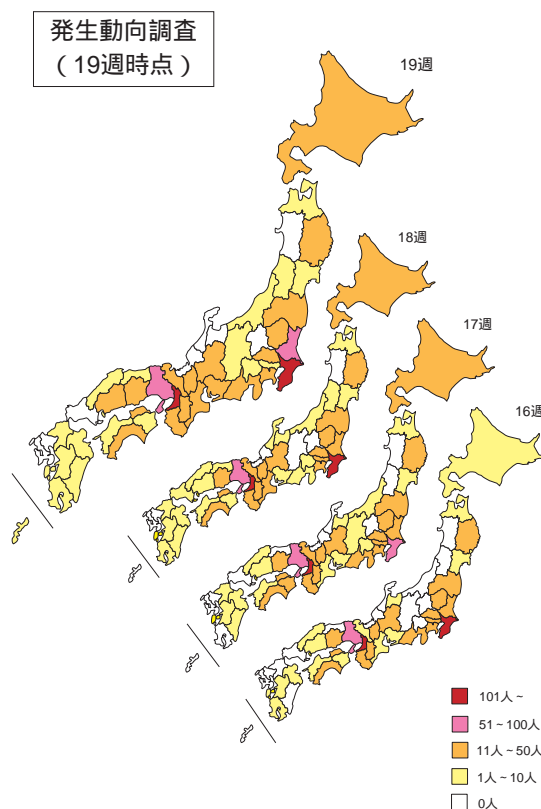 発生動向調査
（19週時点）
19週
18週
17週
16週
101人～
51～100人
11人～50人
1人～10人
0人